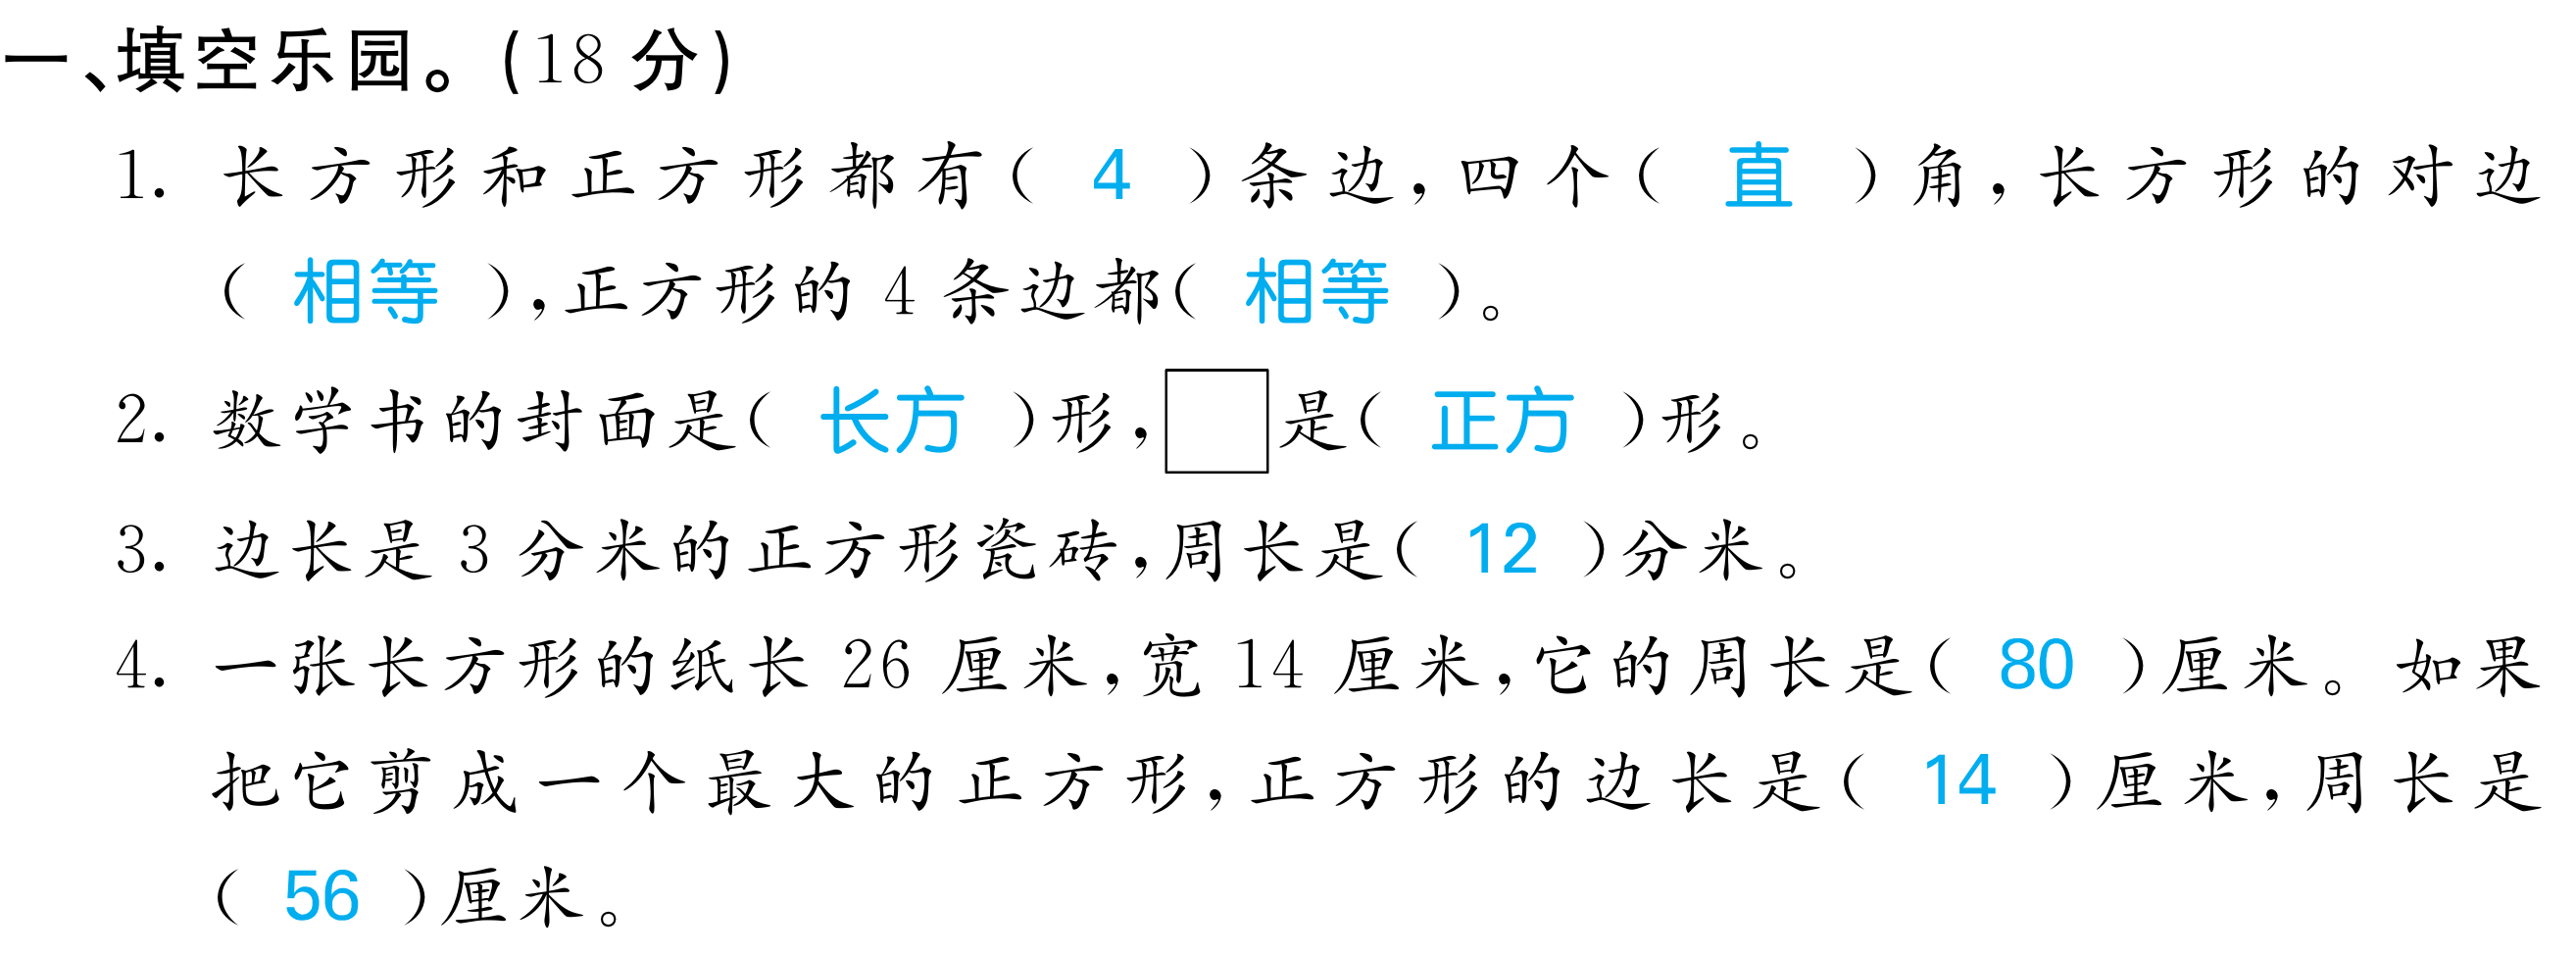 一、填空乐园。(18 分)
1. 长方形和正方形都有( 4 )条边,四个( 直 )角,长方形的对边
( 相等 ),正方形的 4 条边都( 相等 )。
2. 数学书的封面是( 长方 )形,是( 正方 )形。
3. 边长是 3 分米的正方形瓷砖,周长是( 12 )分米。
4. 一张长方形的纸长 26 厘米,宽 14 厘米,它的周长是( 80 )厘米。如果
把它剪成一个最大的正方形,正方形的边长是( 14 )厘米,周长是
( 56 )厘米。